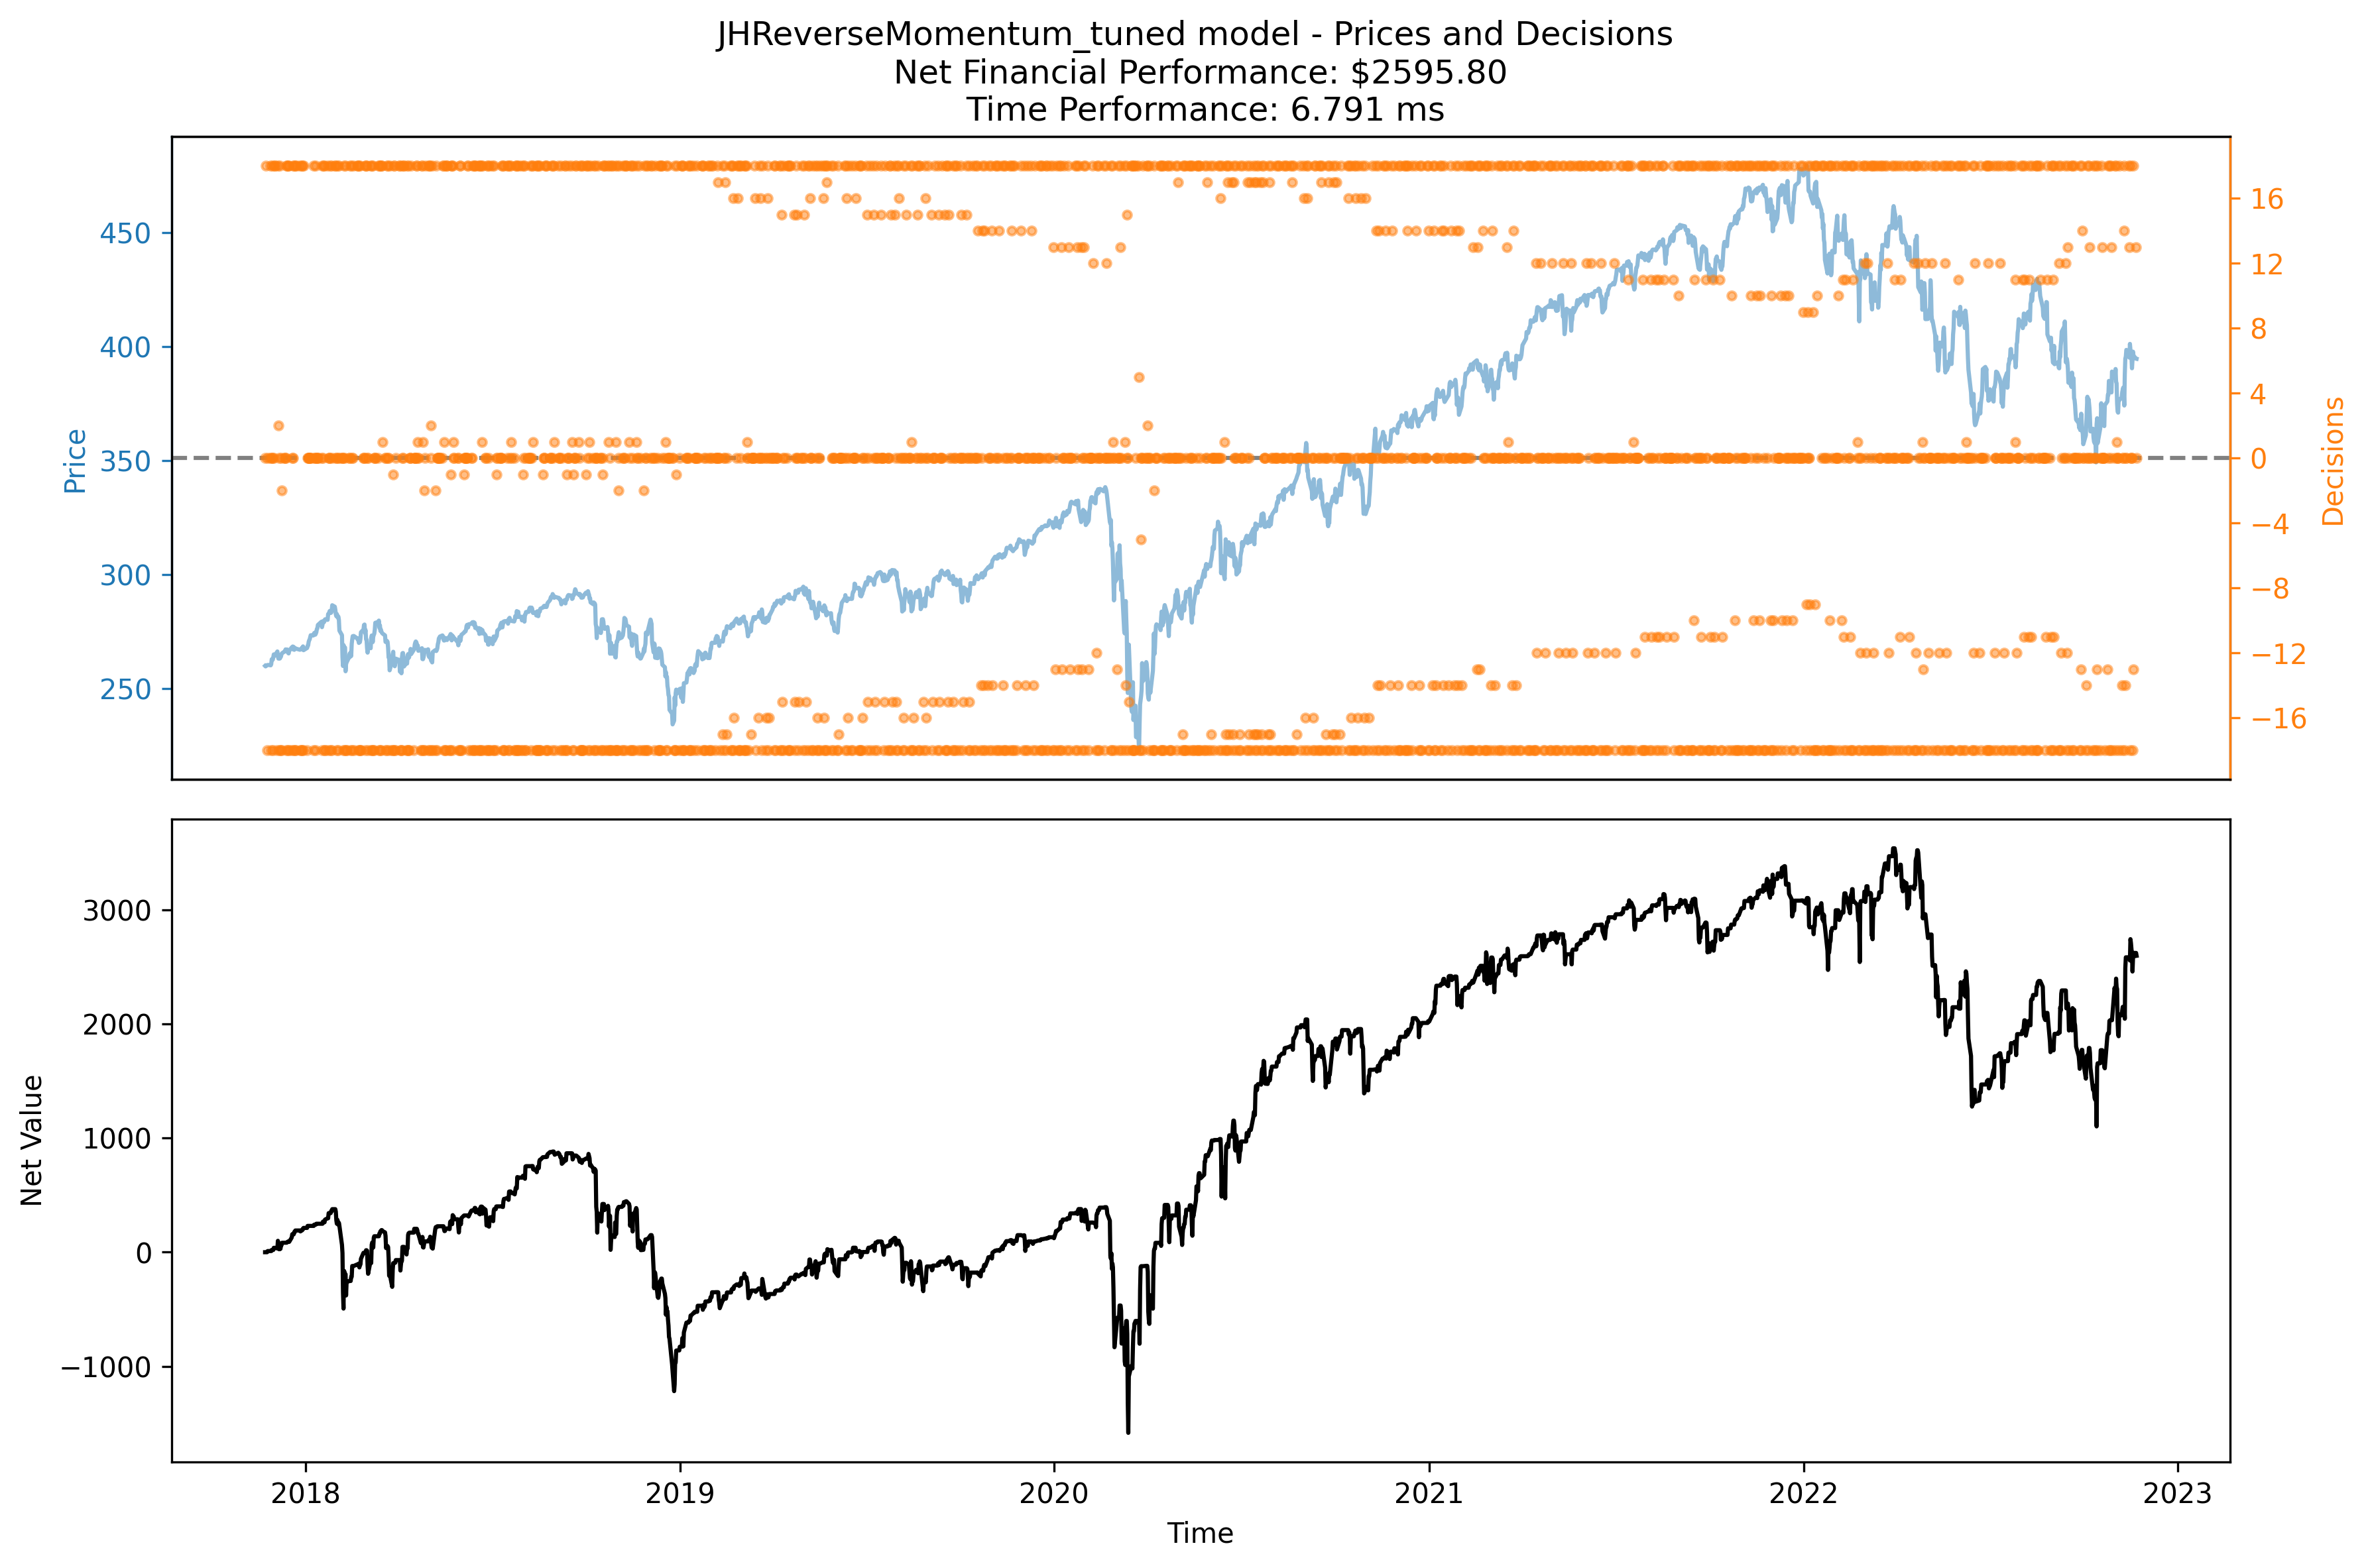 JHReverseMomentum_tuned model - Prices and Decisions
Net Financial Performance: $2595.80
Time Performance: 6.791 ms
Price
450
400
350
300
250
16
12
8
4
0
−4
−8
−12
−16
Decisions
Net Value
3000
2000
1000
0
−1000
2018 2019 2020 2021 2022 2023
Time